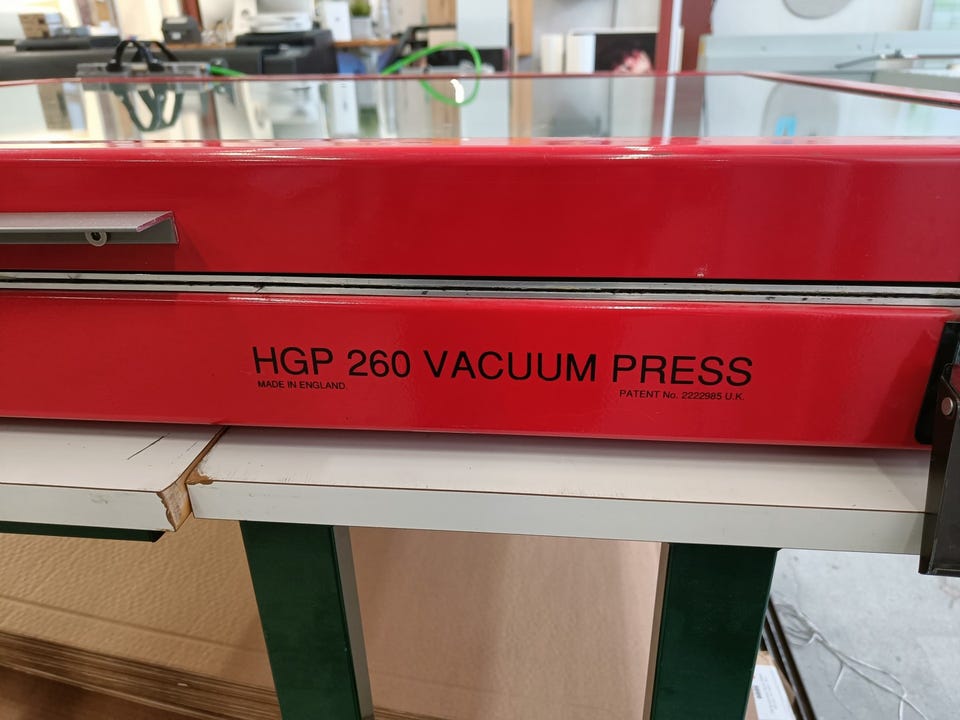 HGP 260 VACUUM PRESS
MADE IN ENGLAND
PATENT No. 2222985 U.K.